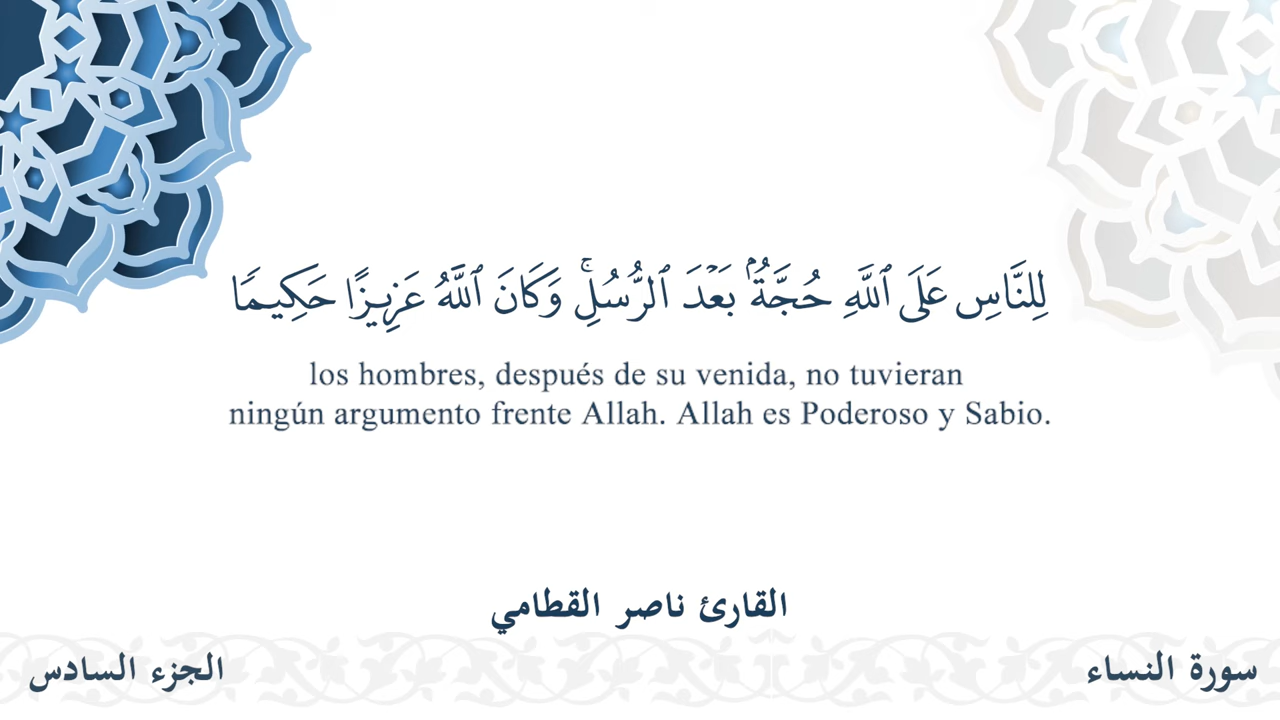 لِلنَّاسِ عَلَى ٱللَّهِ حُجَّةُۢ بَعۡدَ ٱلرُّسُلِۚ وَكَانَ ٱللَّهُ عَزِيزًا حَكِيمٗا
los hombres, después de su venida, no tuvieran
ningún argumento frente Allah. Allah es Poderoso y Sabio.
القارئ ناصر القطامي
سورة النساء
الجزء السادس